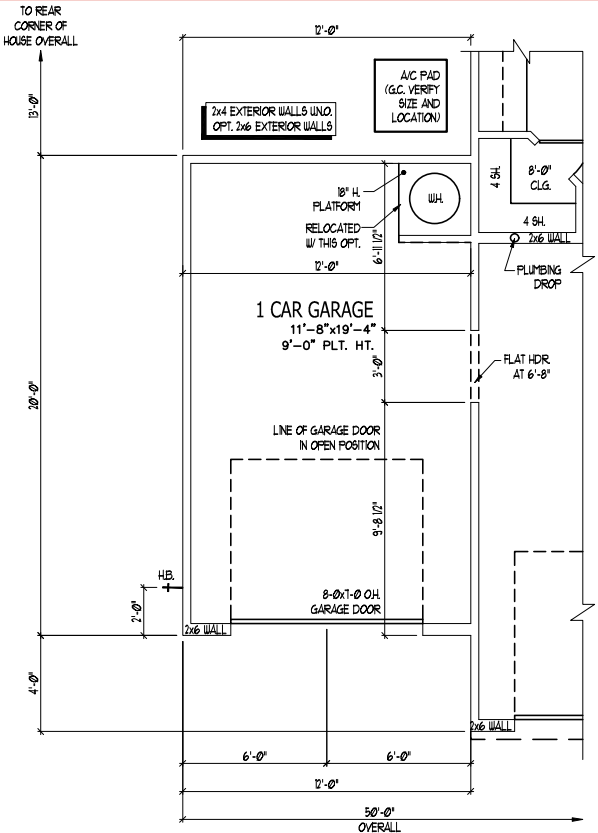 TO REAR
CORNER OF
HOUSE OVERALL
12'-0"
13'-0"
A/C PAD
(G.C. VERIFY
SIZE AND
LOCATION)
2x4 EXTERIOR WALLS U.N.O.
OPT. 2x6 EXTERIOR WALLS
18" H.
PLATFORM
W.H.
4 SH.
8'-0"
CLG.
RELOCATED
W/ THIS OPT.
6'-11 1/2"
4 SH.
2x6 WALL
12'-0"
PLUMBING
DROP
1 CAR GARAGE
11'-8"x19'-4"
9'-0" PLT. HT.
3'-0"
FLAT HDR.
AT 6'-8"
20'-0"
LINE OF GARAGE DOOR
IN OPEN POSITION
9'-8 1/2"
H.B.
2'-0"
8-0x7-0 O.H.
GARAGE DOOR
2x6 WALL
4'-0"
2x6 WALL
6'-0"
6'-0"
12'-0"
50'-0"
OVERALL